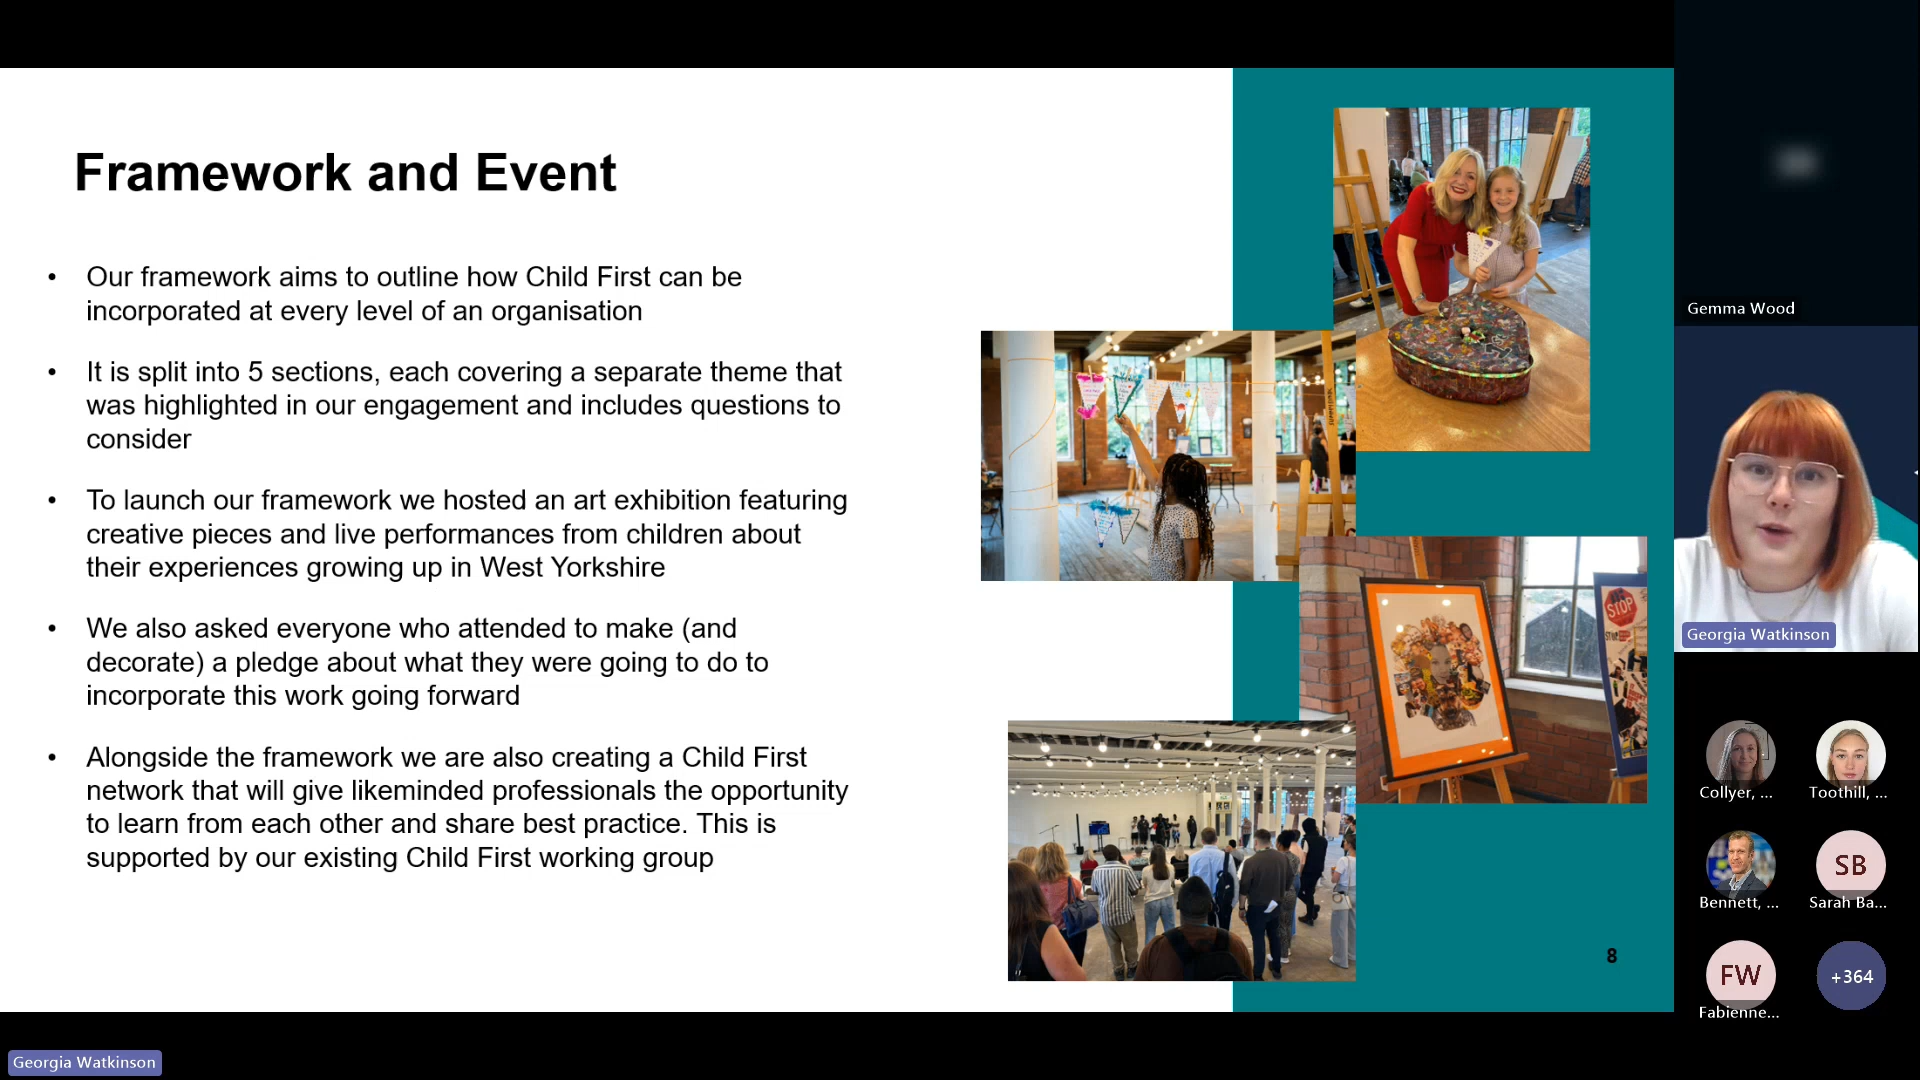 Framework and Event
• Our framework aims to outline how Child First can be
incorporated at every level of an organisation
• It is split into 5 sections, each covering a separate theme that
was highlighted in our engagement and includes questions to
consider
• To launch our framework we hosted an art exhibition featuring
creative pieces and live performances from children about
their experiences growing up in West Yorkshire
• We also asked everyone who attended to make (and
decorate) a pledge about what they were going to do to
incorporate this work going forward
• Alongside the framework we are also creating a Child First
network that will give likeminded professionals the opportunity
to learn from each other and share best practice. This is
supported by our existing Child First working group
STOP
8
Gemma Wood
Georgia Watkinson
Collyer, ...
Toothill, ...
Bennett, ...
SB
Sarah Ba...
FW
Fabienne...
+364
Georgia Watkinson